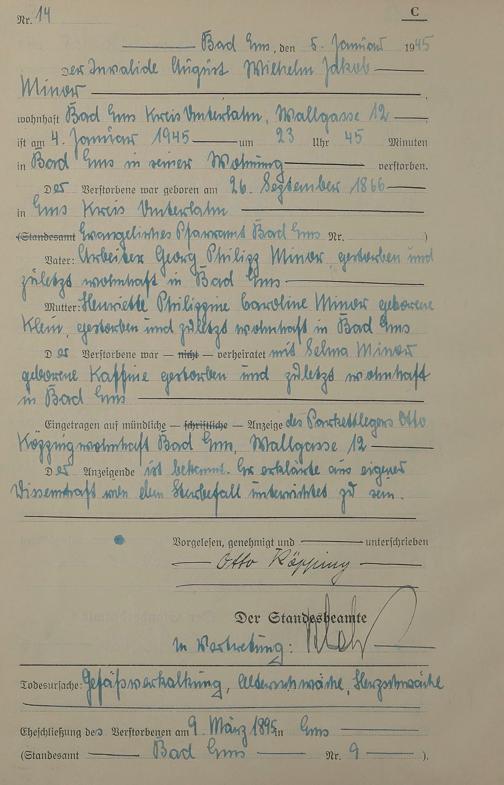 Nr. 14 C
Bad Ems, den 5. Januar 1945
Der Invalide August Wilhelm Jakob
Minor,
wohnhaft Bad Ems Kreis Unterlahn, Wallgasse 12
ist am 4. Januar 1945 um 23 Uhr 45 Minuten
in Bad Ems in seiner Wohnung verstorben.
Der Verstorbene war geboren am 26. September 1866
in Ems Kreis Unterlahn
(Standesamt Evangelisches Pfarramt Bad Ems Nr. )
Vater: Arbeiter Georg Philipp Minor gestorben und
zuletzt wohnhaft in Bad Ems
Mutter: Henriette Philippine Caroline Minor geborene
Klein, gestorben und zuletzt wohnhaft in Bad Ems
Der Verstorbene war — nicht — verheiratet mit Selma Minor
geborene Kaffine gestorben und zuletzt wohnhaft
in Bad Ems
Eingetragen auf mündliche — schriftliche — Anzeige des Parkettlegers Otto
Köpping wohnhaft Bad Ems, Wallgasse 12
Der Anzeigende ist bekannt. Er erklärte aus eigener
Wissenschaft von dem Sterbefall unterrichtet zu sein.
Vorgelesen, genehmigt und unterschrieben
Otto Köpping
Der Standesbeamte
In Vertretung:
Todesursache: Gefäßverkalkung, Altersschwäche, Herzschwäche
Eheschließung des Verstorbenen am 9. März 1895 in Ems
(Standesamt Bad Ems Nr. 9 ).